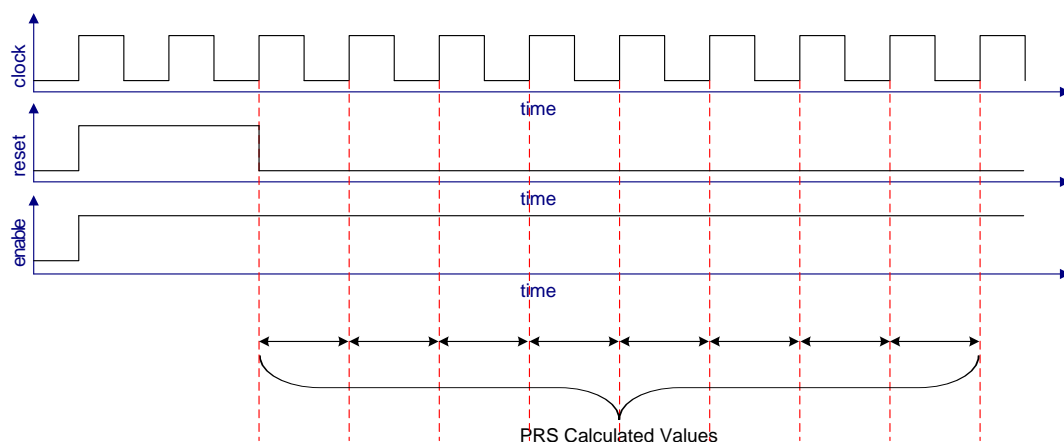 clock
time
reset
time
enable
time
PRS Calculated Values